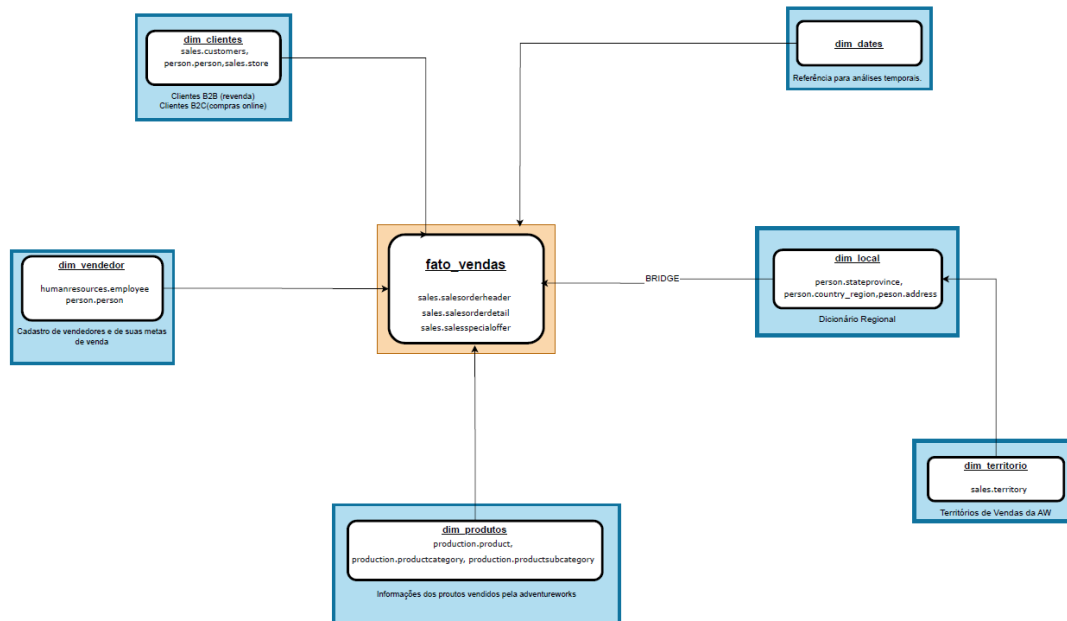 dim_clientes
sales.customers,
person.person,sales.store
Clientes B2B (revenda)
Clientes B2C(compras online)
dim_dates
Referência para análises temporais.
dim_vendedor
humanresources.employee
person.person
Cadastro de vendedores e de suas metas
de venda
fato_vendas
sales.salesorderheader
sales.salesorderdetail
sales.salesspecialoffer
BRIDGE
dim_local
person.stateprovince,
person.country_region,peson.address
Dicionário Regional
dim_territorio
sales.territory
Territórios de Vendas da AW
dim_produtos
production.product,
production.productcategory, production.productsubcategory
Informações dos proutos vendidos pela adventureworks